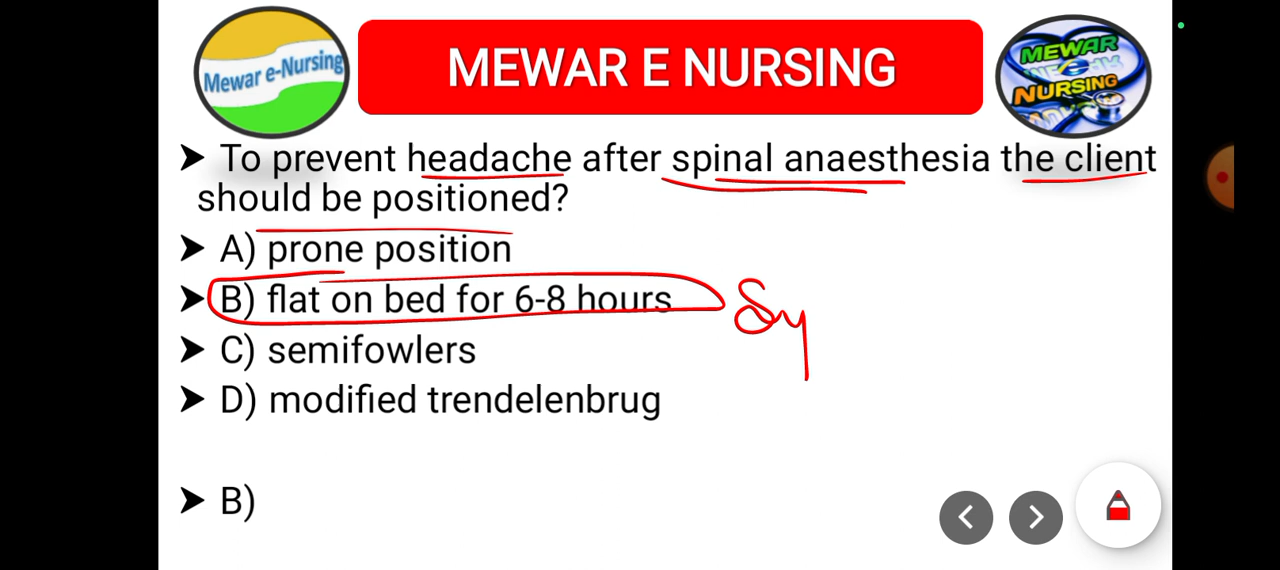 Mewar e-Nursing
MEWAR E NURSING
MEWAR
NURSING
➤ To prevent headache after spinal anaesthesia the client
should be positioned?
➤ A) prone position
➤ B) flat on bed for 6-8 hours
➤ C) semifowlers
➤ D) modified trendelenbrug
➤ B)